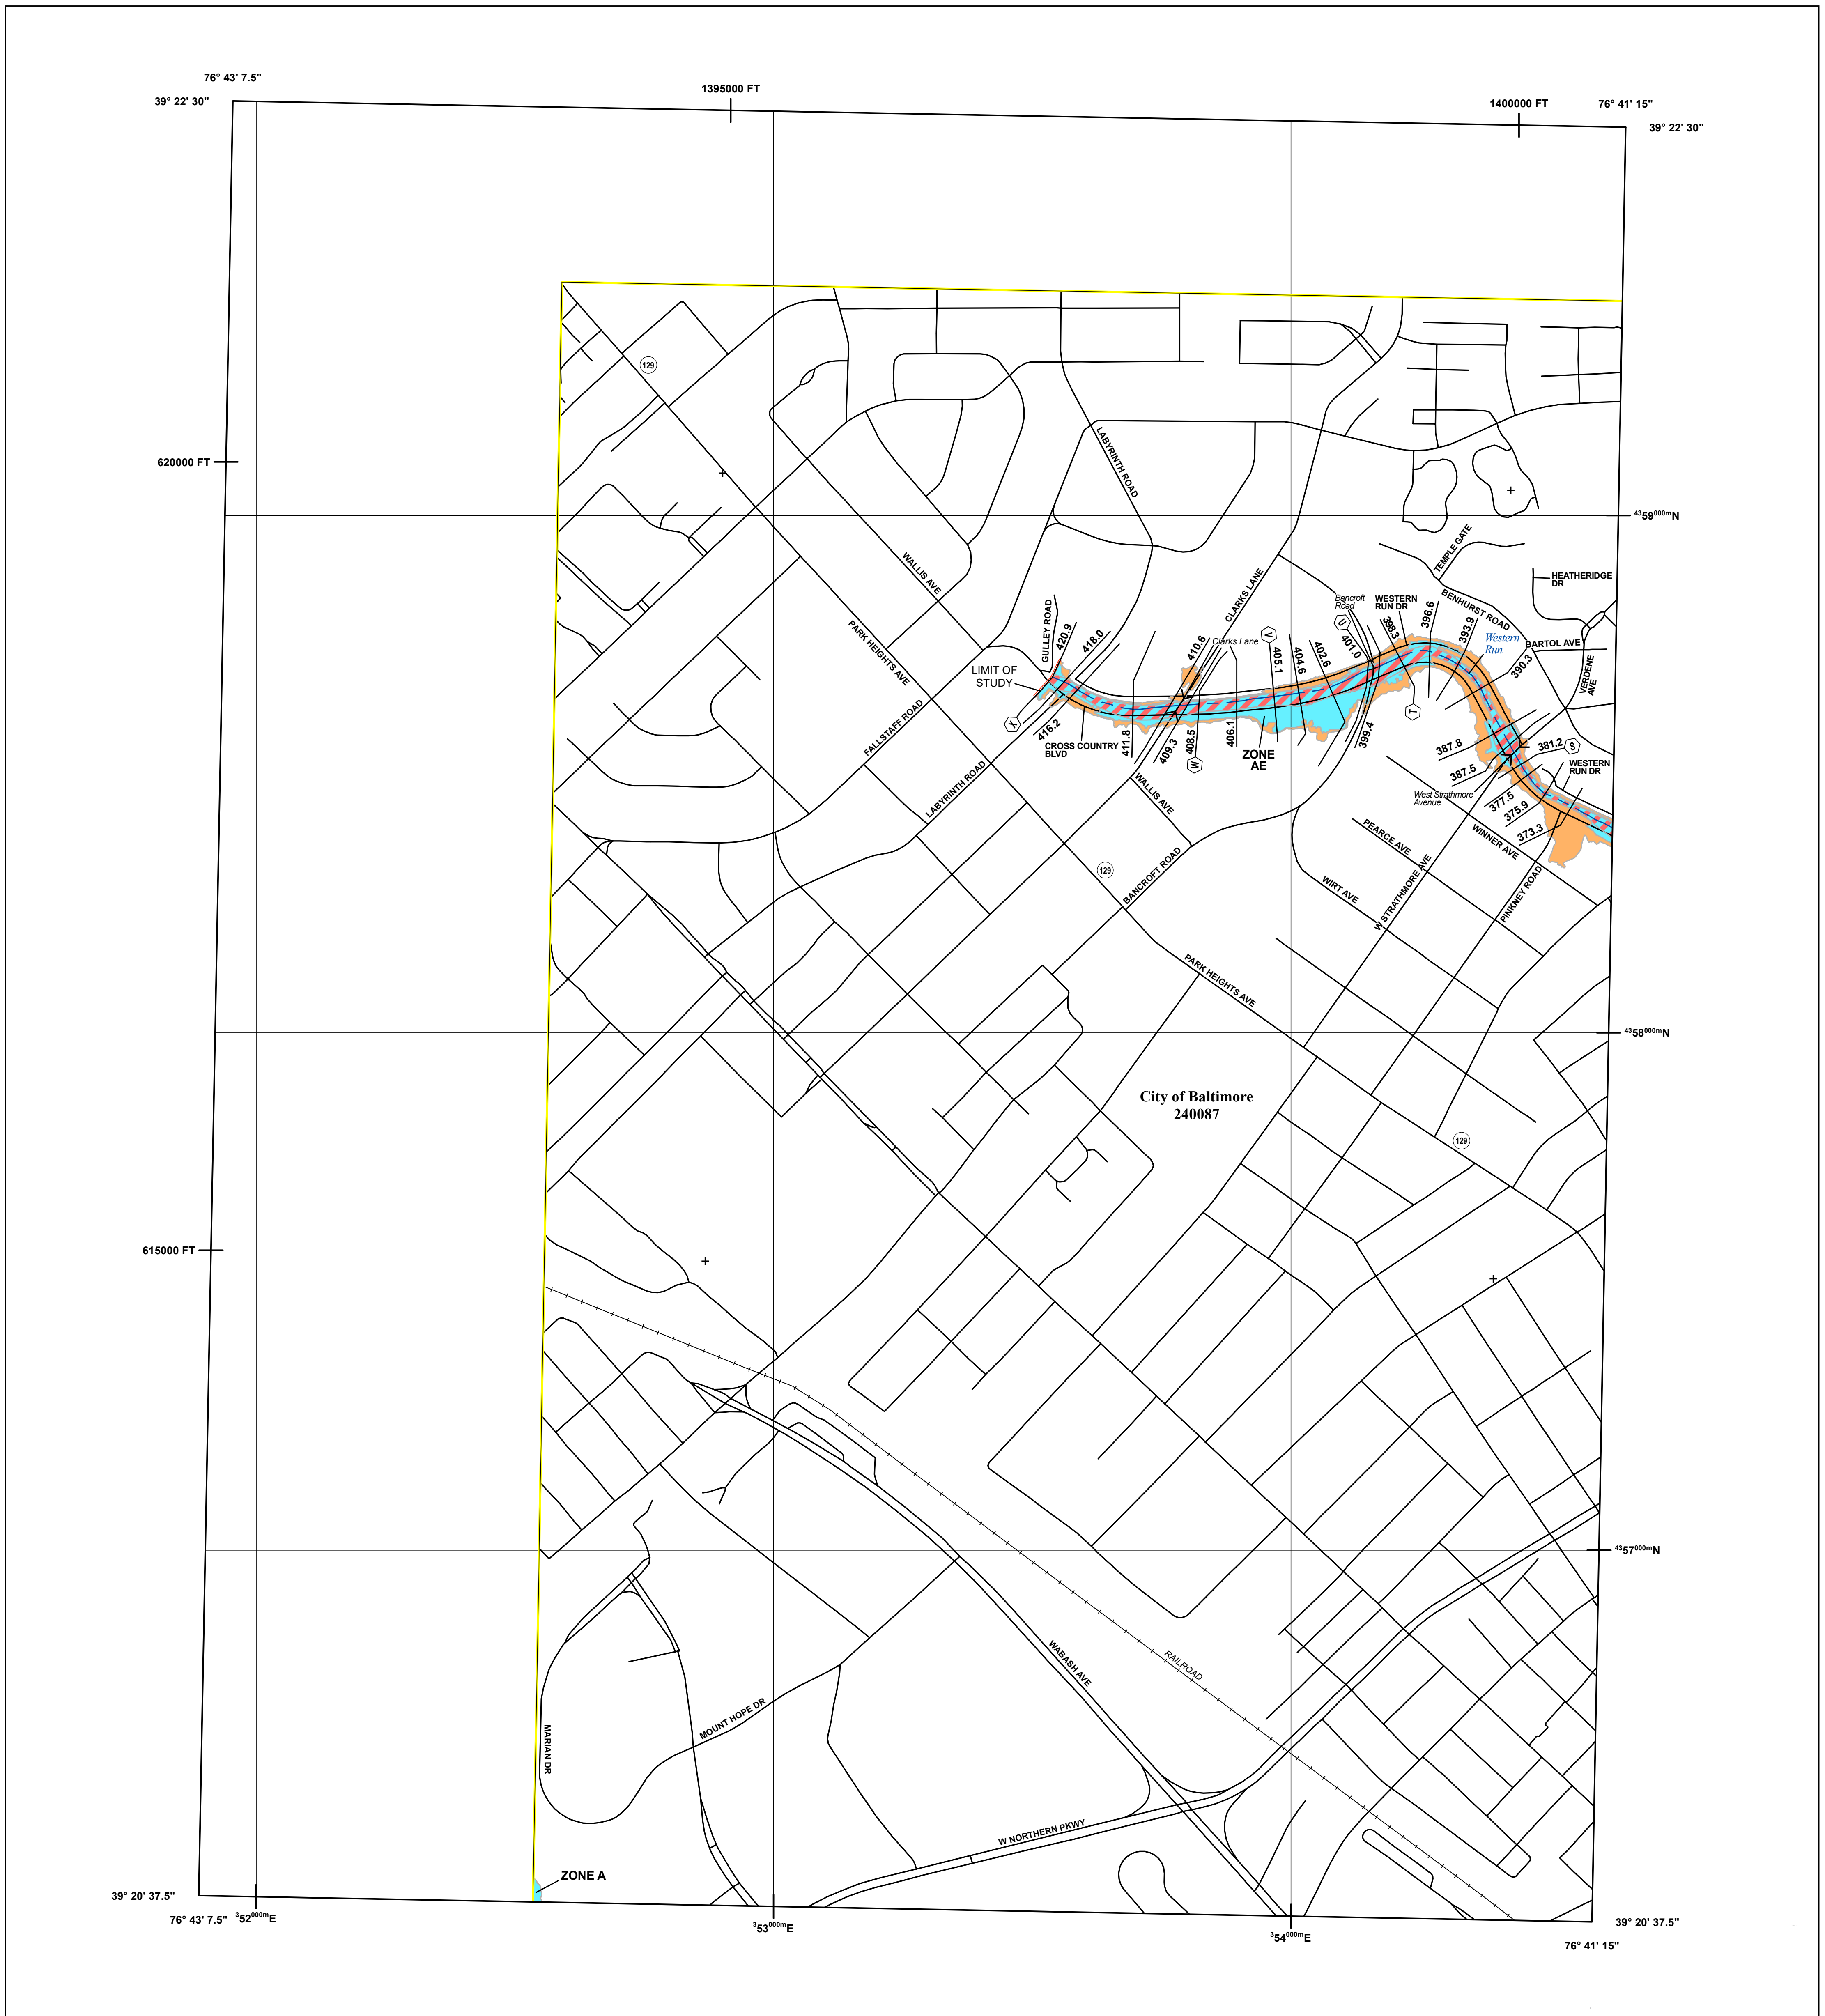 76° 43' 7.5"
39° 22' 30"
1395000 FT
1400000 FT
76° 41' 15"
39° 22' 30"
129
620000 FT
LABYRINTH ROAD
4359000mN
WALLIS AVE
TEMPLE GATE
HEATHERIDGE
DR
CLARKS LANE
BENHURST ROAD
Bancroft
Road
WESTERN
RUN DR
GULLEY ROAD
420.9
418.0
410.6
Clarks Lane
V
405.1
404.6
402.6
U
401.0
398.3
396.6
393.9
Western
Run
390.3
BARTOL AVE
VERDENE
AVE
PARK HEIGHTS AVE
LIMIT OF
STUDY
X
416.2
CROSS COUNTRY
BLVD
411.8
409.3
408.5
W
406.1
ZONE
AE
399.4
T
387.8
387.5
381.2
S
WESTERN
RUN DR
West Strathmore
Avenue
377.5
375.9
373.3
FALLSTAFF ROAD
LABYRINTH ROAD
WALLIS AVE
PEARCE AVE
WINNER AVE
129
BANCROFT ROAD
WIRT AVE
W STRATHMORE AVE
PINKNEY ROAD
PARK HEIGHTS AVE
4358000mN
City of Baltimore
240087
129
615000 FT
4357000mN
WABASH AVE
RAILROAD
MARIAN DR
MOUNT HOPE DR
W NORTHERN PKWY
ZONE A
39° 20' 37.5"
76° 43' 7.5"
352000mE
353000mE
354000mE
39° 20' 37.5"
76° 41' 15"